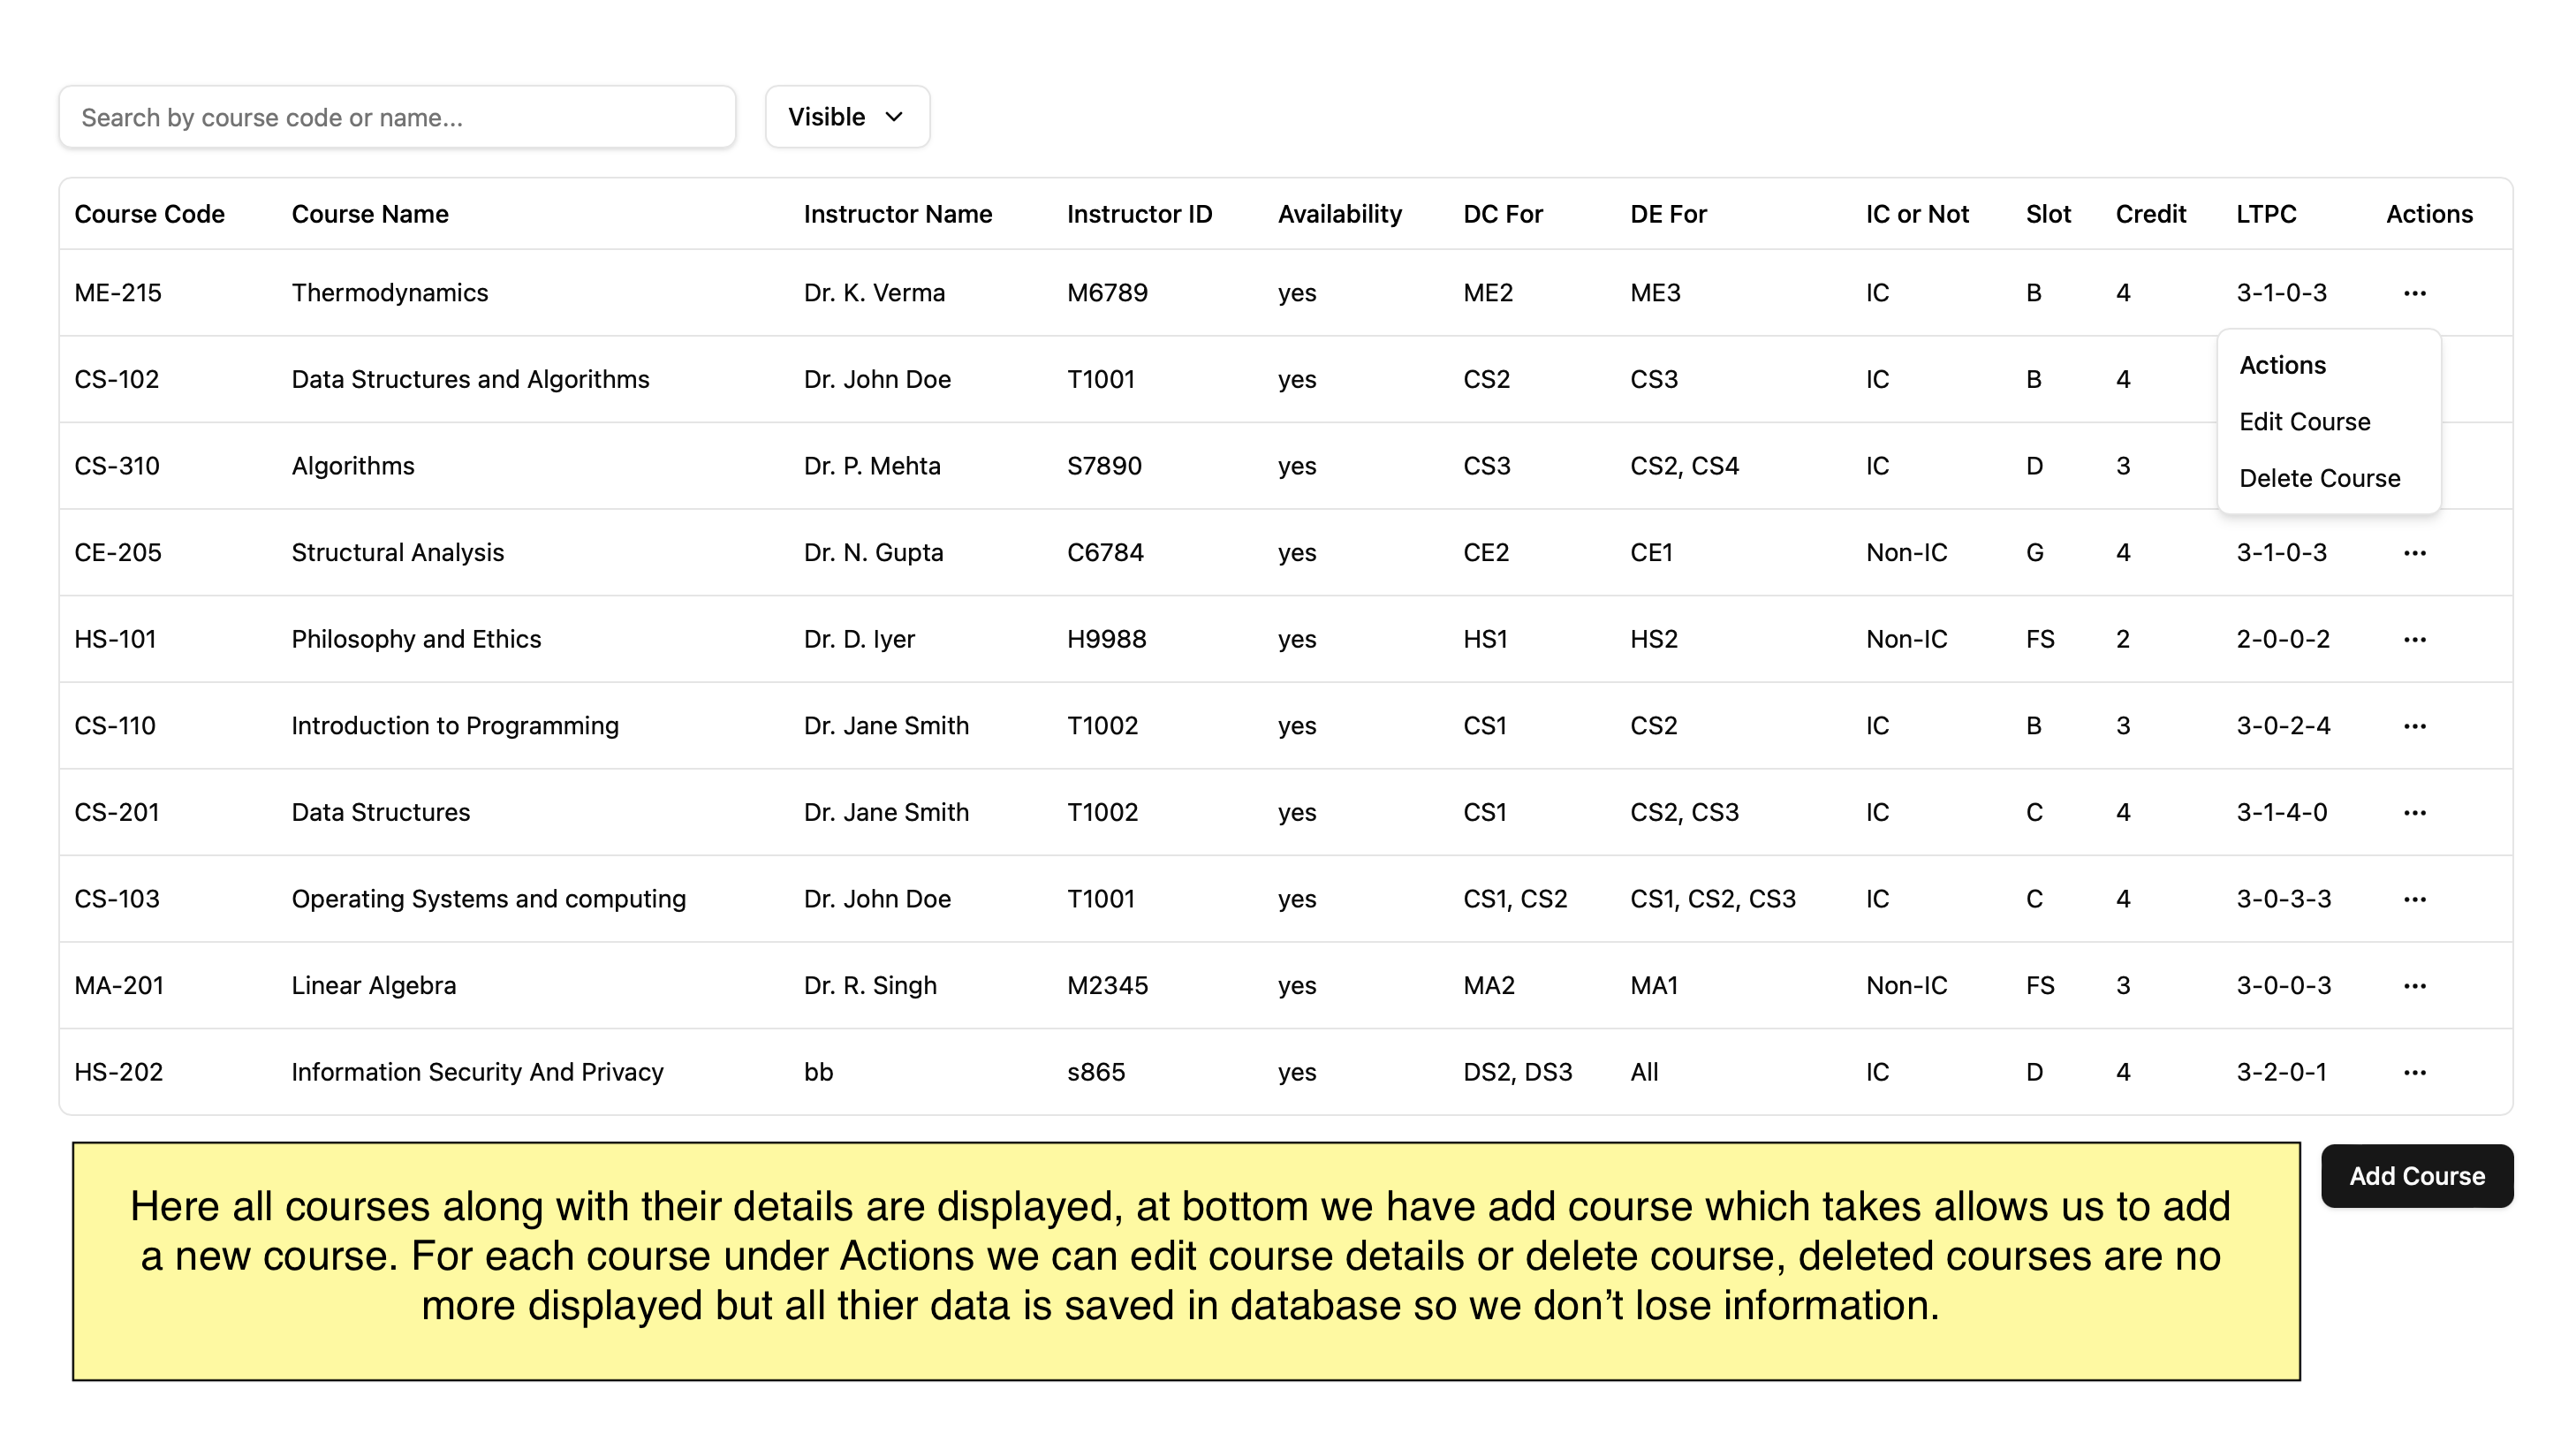 Search by course code or name...
Visible
Course Code Course Name Instructor Name Instructor ID Availability DC For DE For IC or Not Slot Credit LTPC Actions
ME-215 Thermodynamics Dr. K. Verma M6789 yes ME2 ME3 IC B 4 3-1-0-3 ...
CS-102 Data Structures and Algorithms Dr. John Doe T1001 yes CS2 CS3 IC B 4
Actions
Edit Course
Delete Course
CS-310 Algorithms Dr. P. Mehta S7890 yes CS3 CS2, CS4 IC D 3
CE-205 Structural Analysis Dr. N. Gupta C6784 yes CE2 CE1 Non-IC G 4 3-1-0-3 ...
HS-101 Philosophy and Ethics Dr. D. Iyer H9988 yes HS1 HS2 Non-IC FS 2 2-0-0-2 ...
CS-110 Introduction to Programming Dr. Jane Smith T1002 yes CS1 CS2 IC B 3 3-0-2-4 ...
CS-201 Data Structures Dr. Jane Smith T1002 yes CS1 CS2, CS3 IC C 4 3-1-4-0 ...
CS-103 Operating Systems and computing Dr. John Doe T1001 yes CS1, CS2 CS1, CS2, CS3 IC C 4 3-0-3-3 ...
MA-201 Linear Algebra Dr. R. Singh M2345 yes MA2 MA1 Non-IC FS 3 3-0-0-3 ...
HS-202 Information Security And Privacy bb s865 yes DS2, DS3 All IC D 4 3-2-0-1 ...
Here all courses along with their details are displayed, at bottom we have add course which takes allows us to add
a new course. For each course under Actions we can edit course details or delete course, deleted courses are no
more displayed but all thier data is saved in database so we don’t lose information.
Add Course